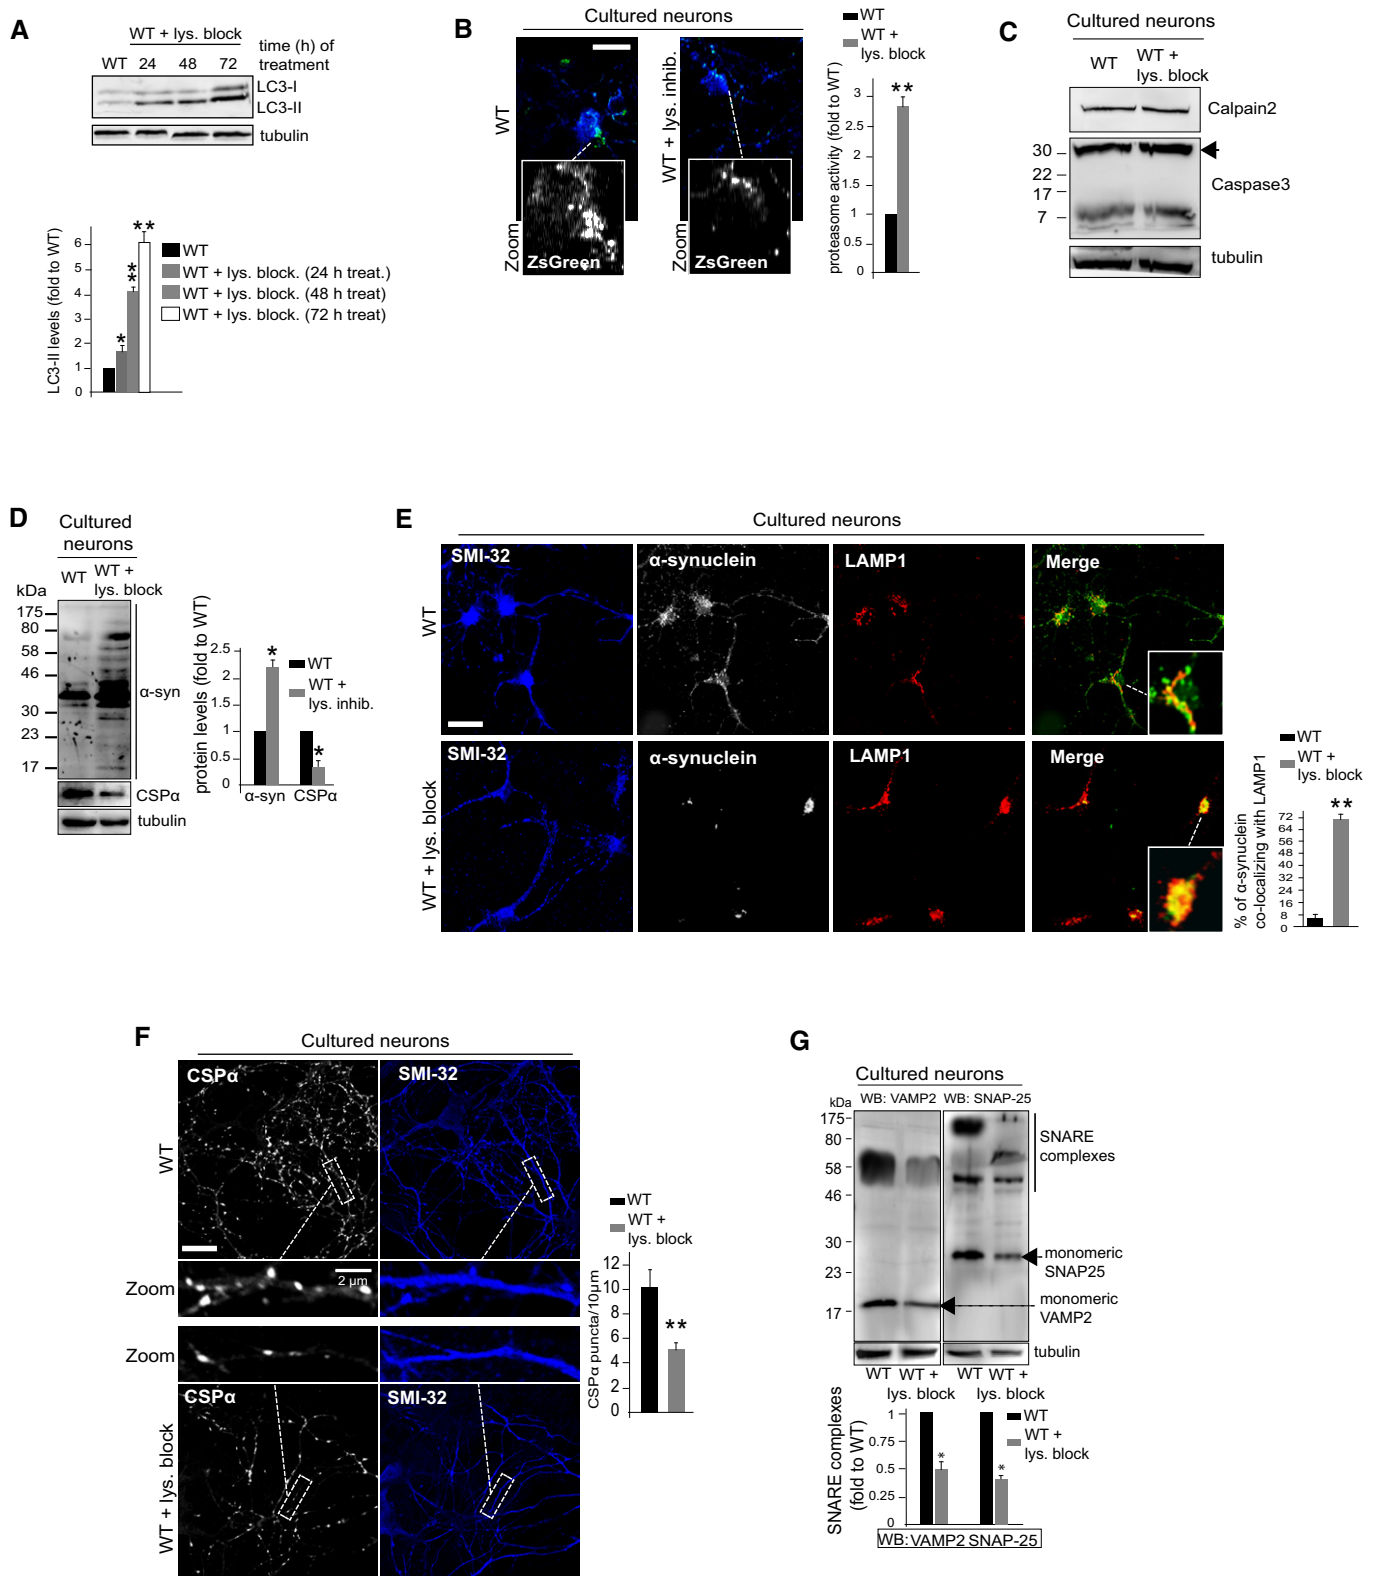 A
WT + lys. block
time (h) of
treatment
WT 24 48 72
LC3-I
LC3-II
tubulin
LC3-II levels (fold to WT)
6
5
4
3
2
1
0
*
**
**
WT
WT + lys. block. (24 h treat.)
WT + lys. block. (48 h treat)
WT + lys. block. (72 h treat)
B
Cultured neurons
WT
Zoom
ZsGreen
WT + lys. inhib.
Zoom
ZsGreen
WT
WT +
lys. block
proteasome activity (fold to WT)
3
2.5
2
1.5
1
0.5
0
**
C
Cultured neurons
WT
WT +
lys. block
Calpain2
30
22
17
7
Caspase3
tubulin
D
Cultured
neurons
WT
WT +
lys. block
kDa
175
80
58
46
30
23
17
α-syn
CSPα
tubulin
protein levels (fold to WT)
2.5
2
1.5
1
0.5
0
*
*
WT
WT +
lys. inhib.
α-syn CSPα
E
Cultured neurons
WT
SMI-32
α-synuclein
LAMP1
Merge
WT + lys. block
SMI-32
α-synuclein
LAMP1
Merge
WT
WT +
lys. block
% of α-synuclein
co-localizing with LAMP1
72
64
56
48
40
32
24
16
8
0
**
F
Cultured neurons
WT
CSPα
SMI-32
Zoom
2 μm
Zoom
WT + lys. block
CSPα
SMI-32
WT
WT +
lys. block
CSPα puncta/10μm
12
10
8
6
4
2
0
**
G
Cultured neurons
kDa
WB: VAMP2
WB: SNAP-25
175
80
58
46
30
23
17
SNARE
complexes
monomeric
SNAP25
monomeric
VAMP2
tubulin
WT WT +
lys. block
WT WT +
lys. block
SNARE complexes
(fold to WT)
1
0.75
0.5
0.25
0
*
*
WT
WT +
lys. block
WB: VAMP2 SNAP-25